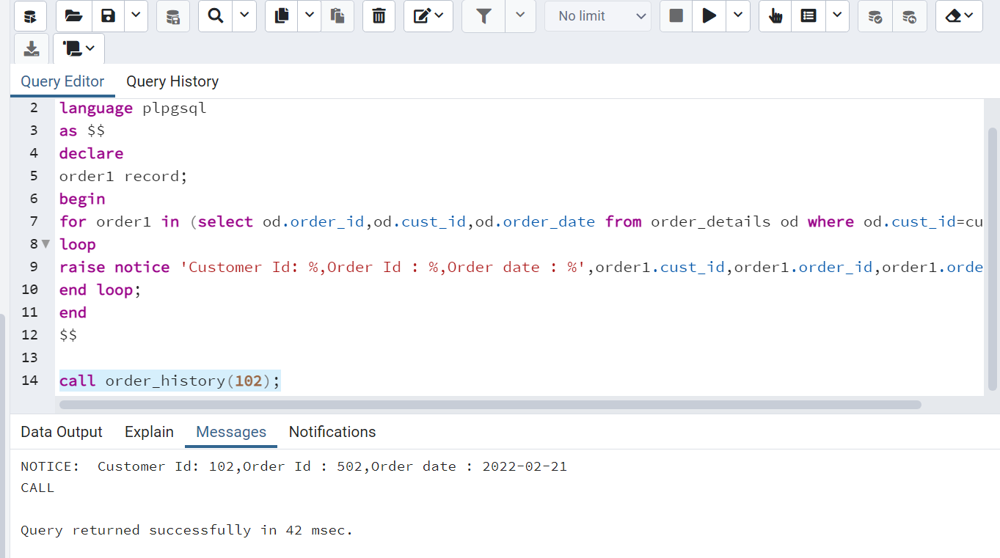 No limit
Query Editor Query History
2 language plpgsql
3 as $$
4 declare
5 order1 record;
6 begin
7 for order1 in (select od.order_id,od.cust_id,od.order_date from order_details od where od.cust_id=cu
8 loop
9 raise notice 'Customer Id: %,Order Id : %,Order date : %',order1.cust_id,order1.order_id,order1.orde
10 end loop;
11 end
12 $$
13
14 call order_history(102);
Data Output Explain Messages Notifications
NOTICE:  Customer Id: 102,Order Id : 502,Order date : 2022-02-21
CALL
Query returned successfully in 42 msec.